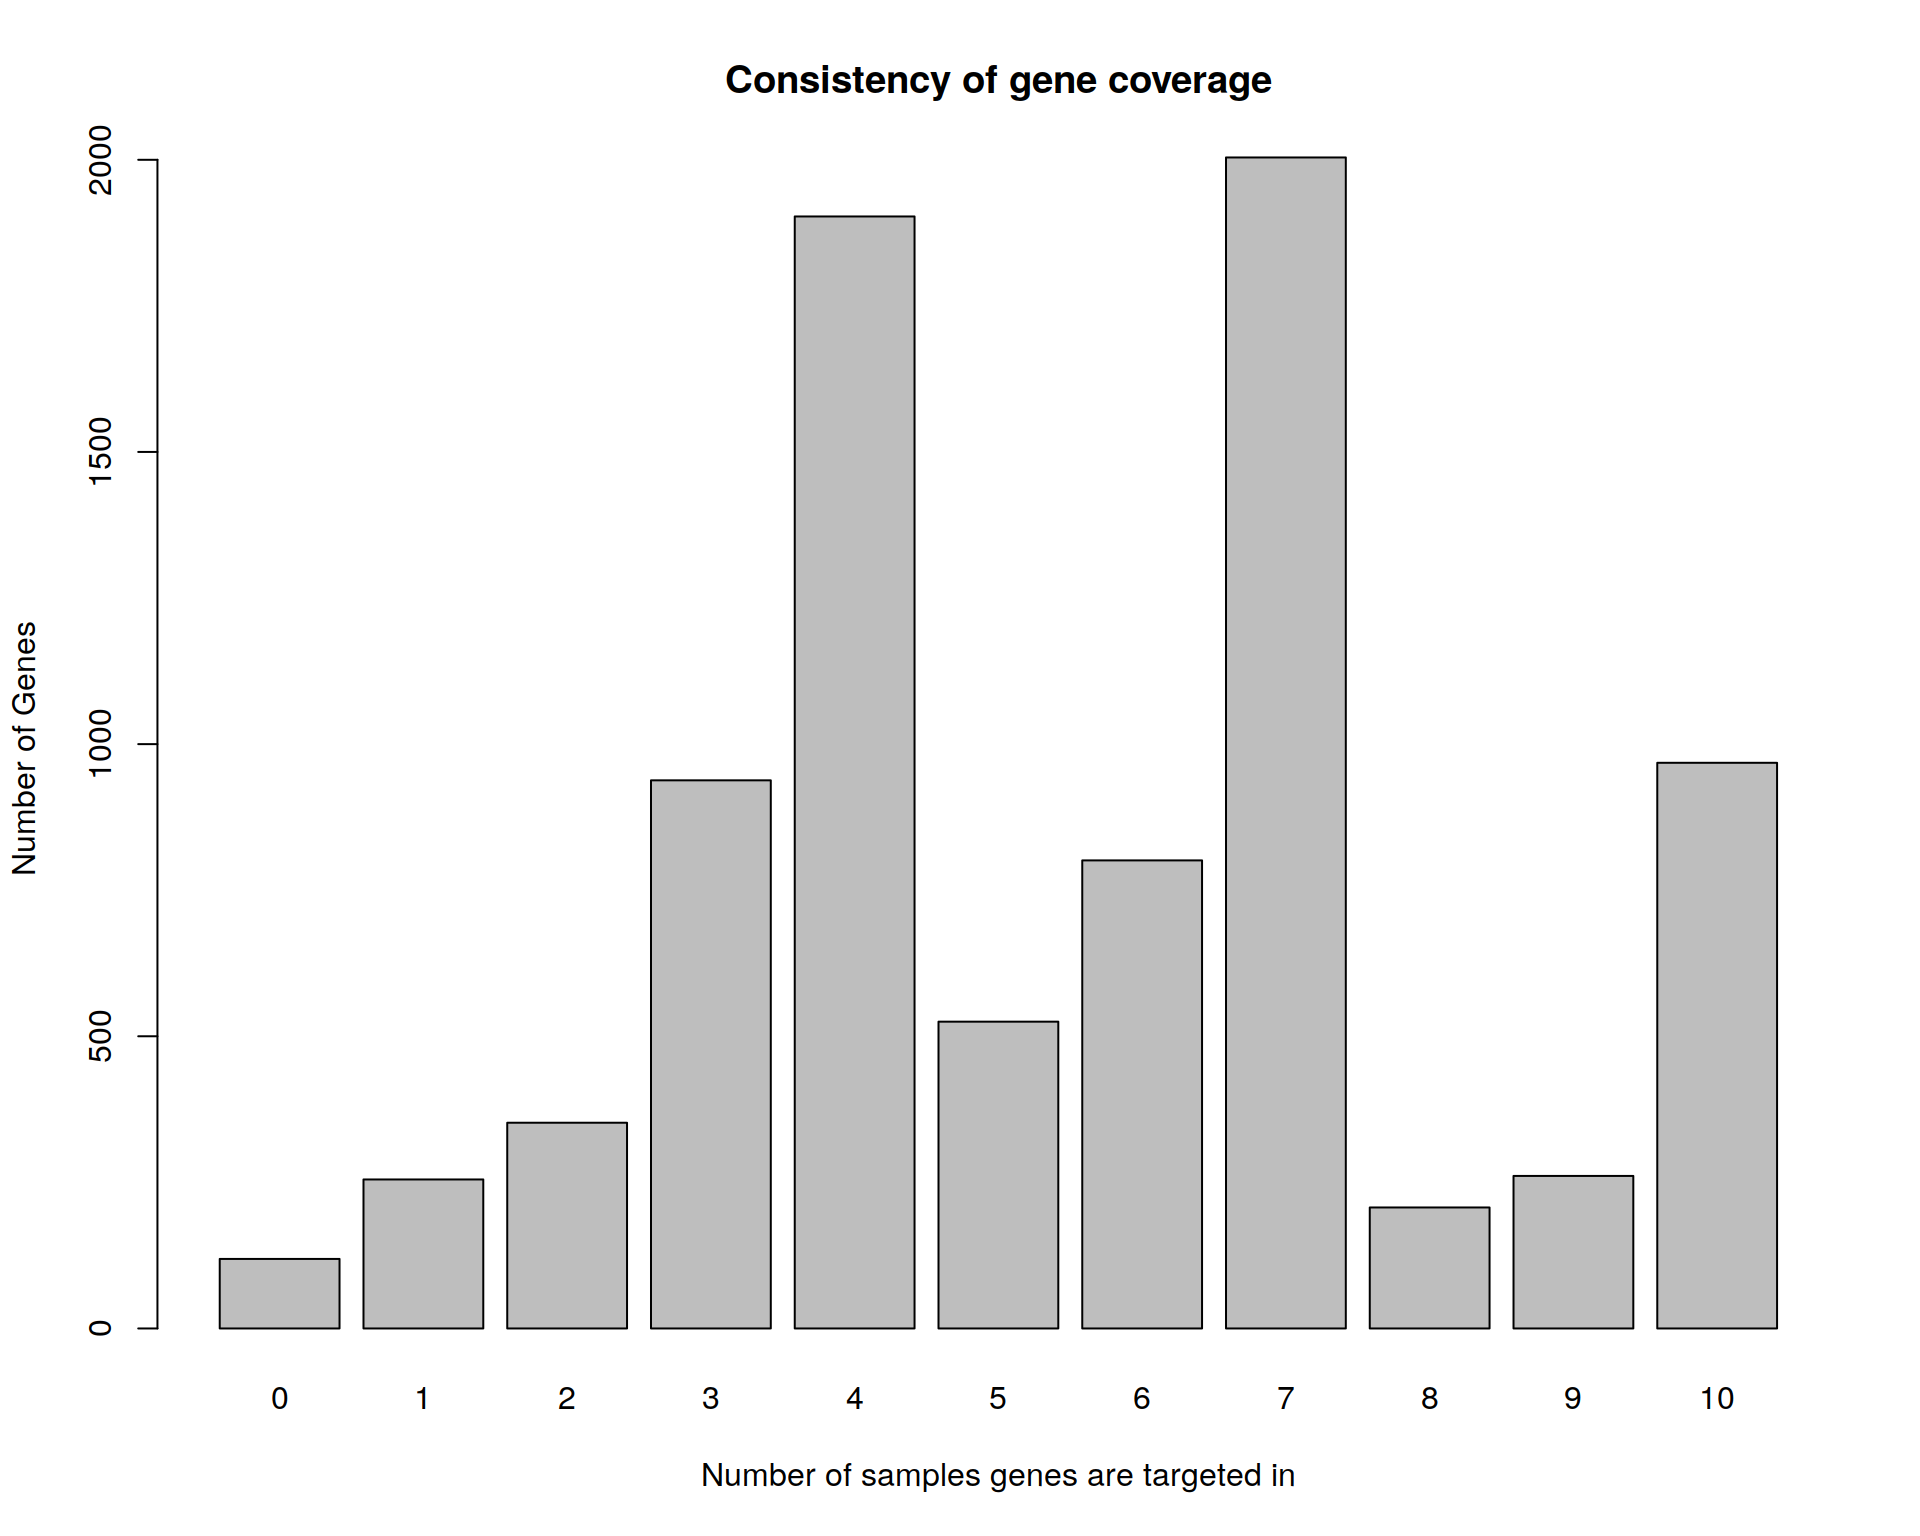 Consistency of gene coverage
Number of Genes
2000
1500
1000
500
0
0 1 2 3 4 5 6 7 8 9 10
Number of samples genes are targeted in